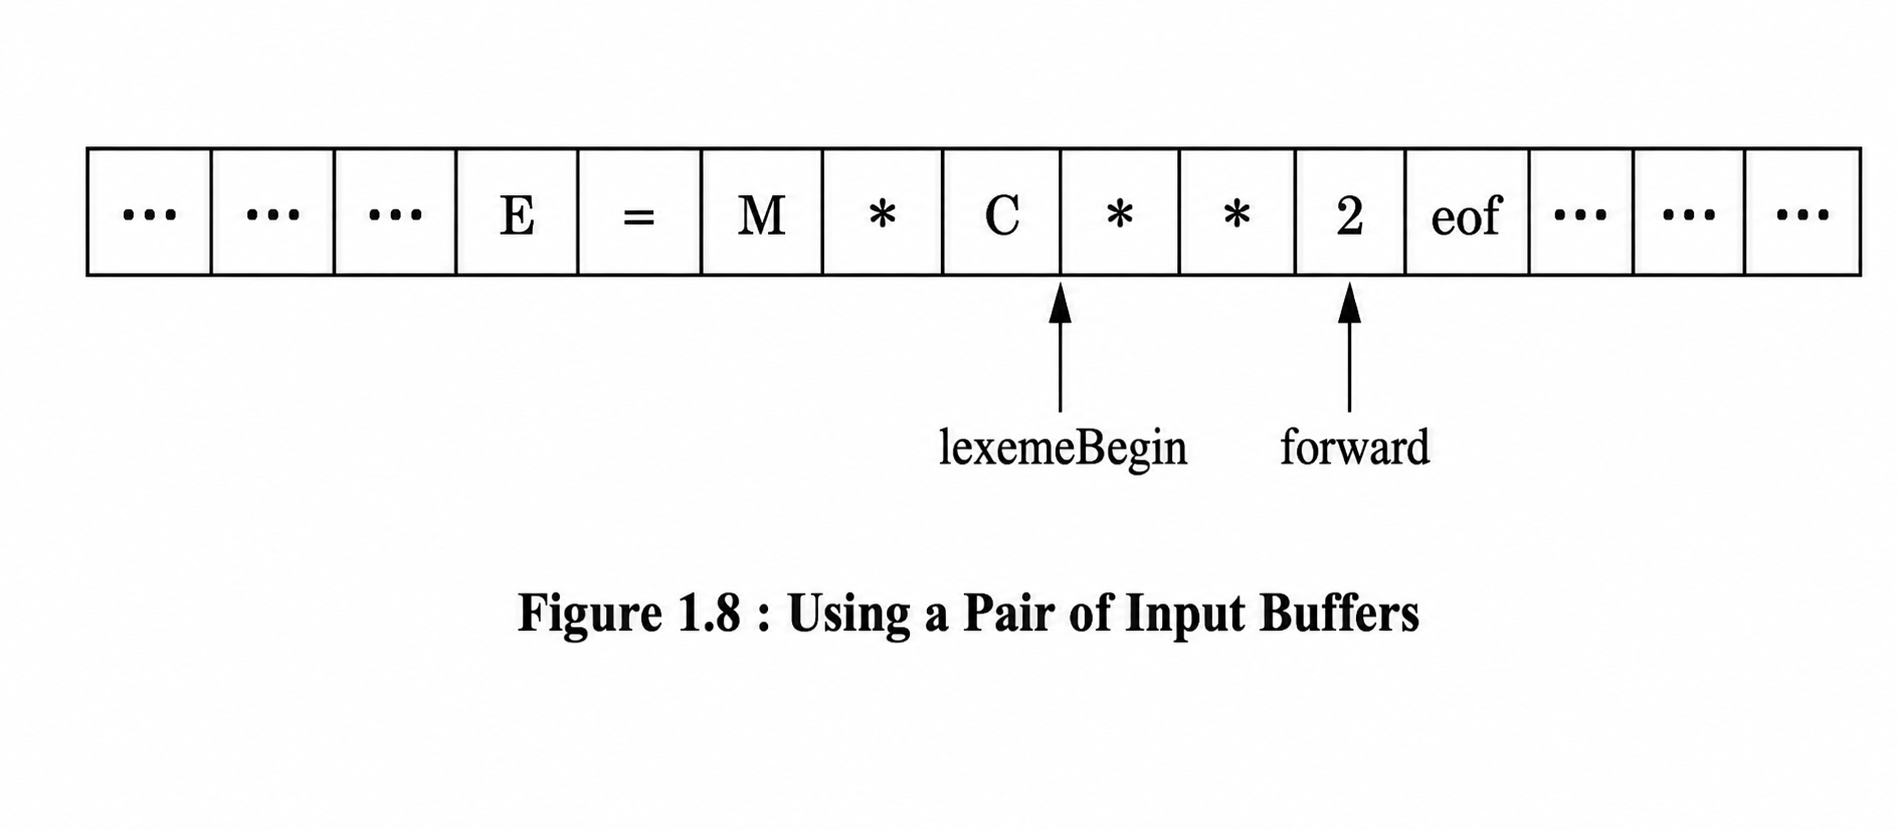 ... ... ... E = M * C * * 2 eof ... ... ...
lexemeBegin forward
Figure 1.8 : Using a Pair of Input Buffers